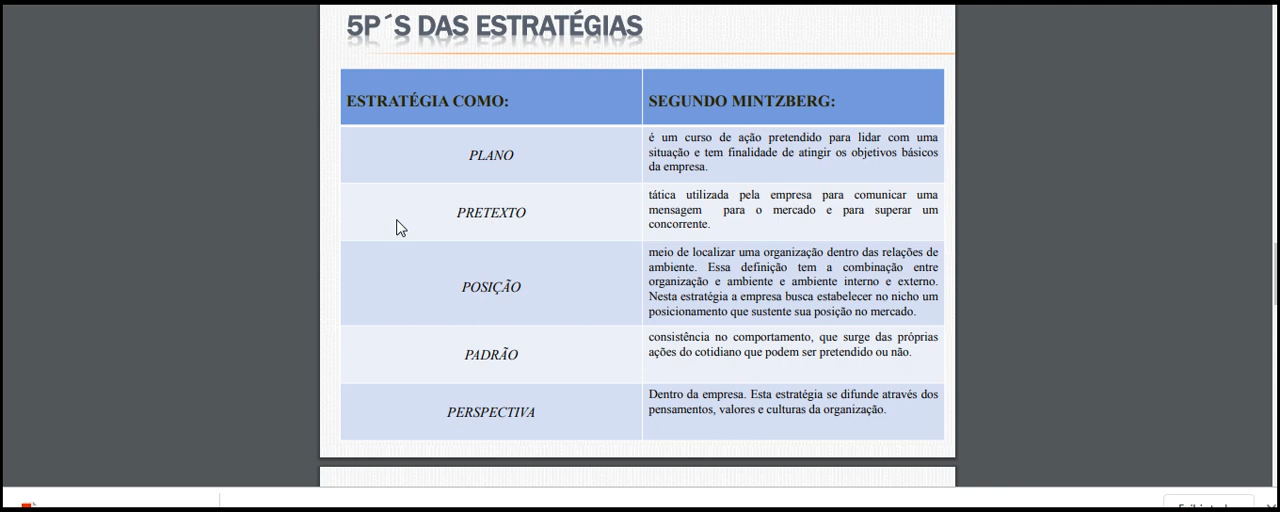 5P´S DAS ESTRATÉGIAS
ESTRATÉGIA COMO:
SEGUNDO MINTZBERG:
PLANO
é um curso de ação pretendido para lidar com uma
situação e tem finalidade de atingir os objetivos básicos
da empresa.
PRETEXTO
tática utilizada pela empresa para comunicar uma
mensagem para o mercado e para superar um
concorrente.
POSIÇÃO
meio de localizar uma organização dentro das relações de
ambiente. Essa definição tem a combinação entre
organização e ambiente e ambiente interno e externo.
Nesta estratégia a empresa busca estabelecer no nicho um
posicionamento que sustente sua posição no mercado.
PADRÃO
consistência no comportamento, que surge das próprias
ações do cotidiano que podem ser pretendido ou não.
PERSPECTIVA
Dentro da empresa. Esta estratégia se difunde através dos
pensamentos, valores e culturas da organização.